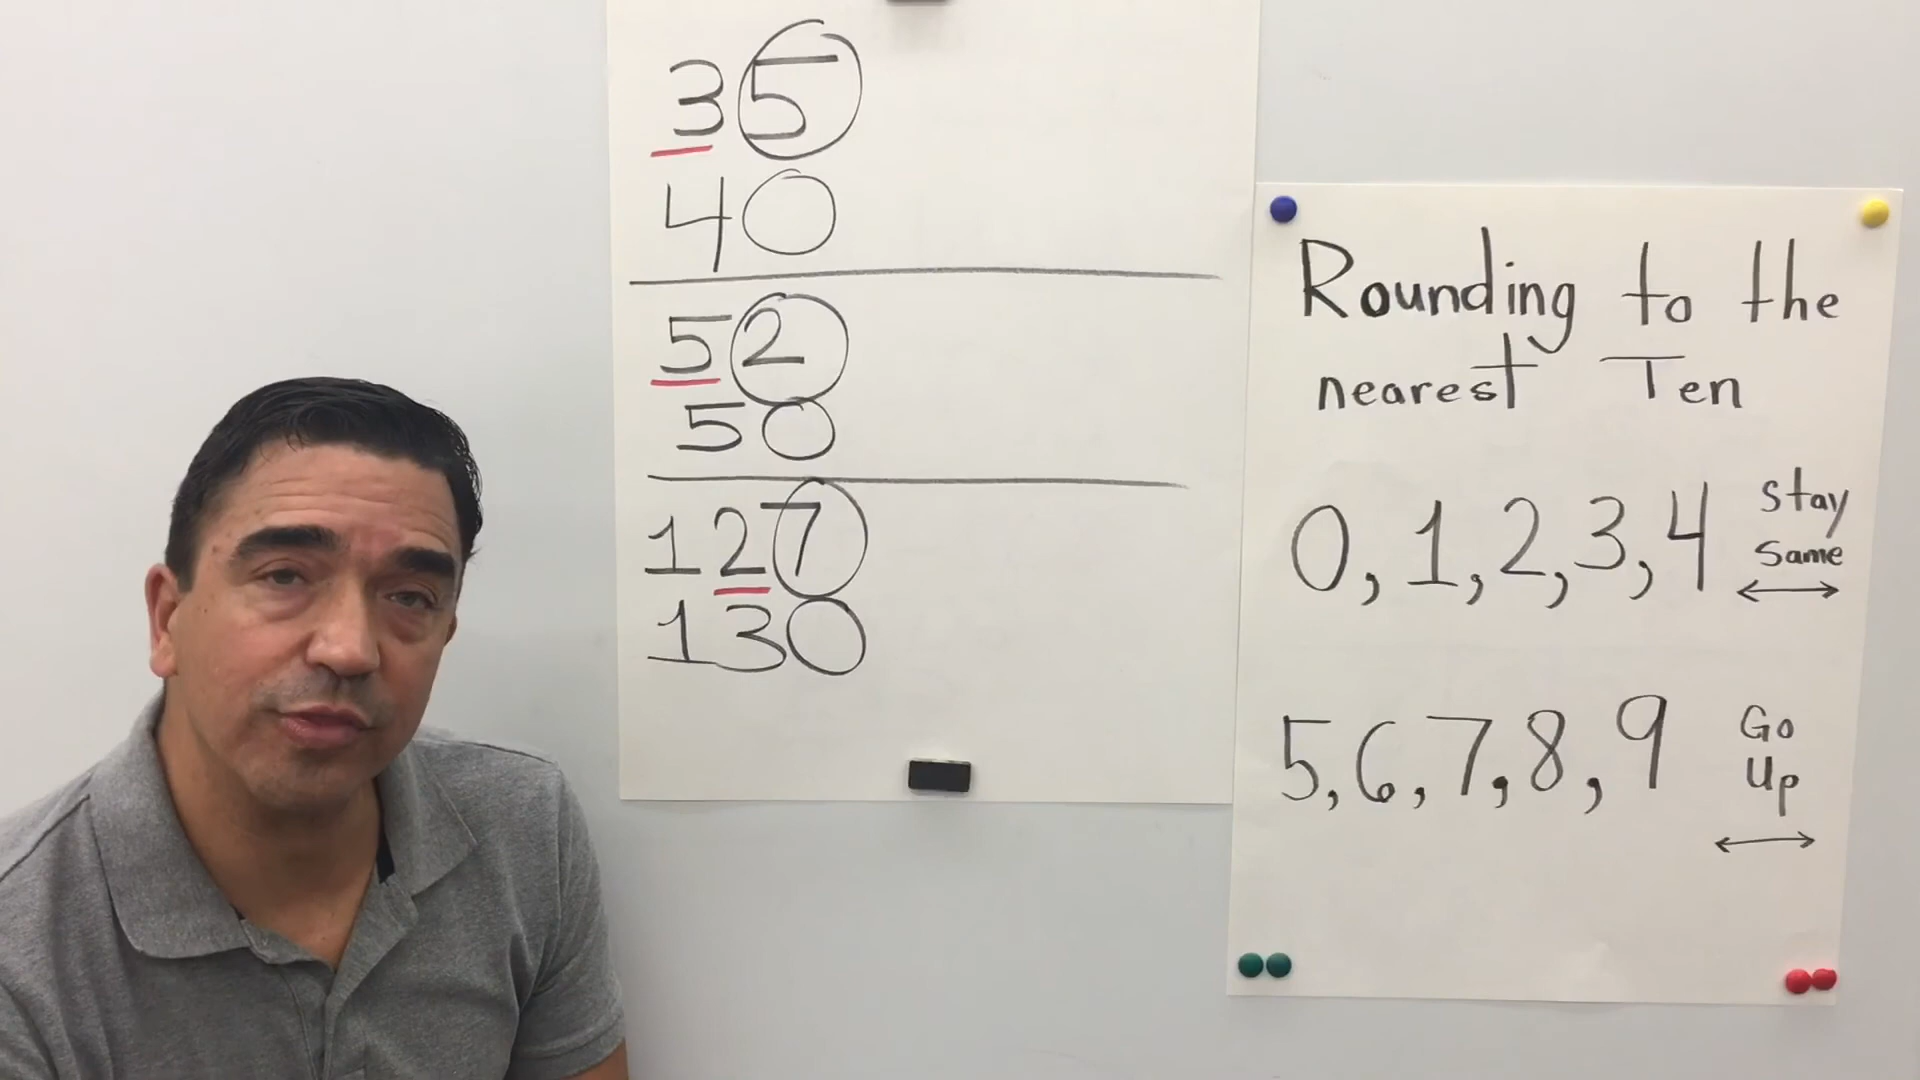 35
40
52
50
127
130
Rounding to the
nearest Ten
0, 1, 2, 3, 4
Stay
Same
5, 6, 7, 8, 9
Go
Up